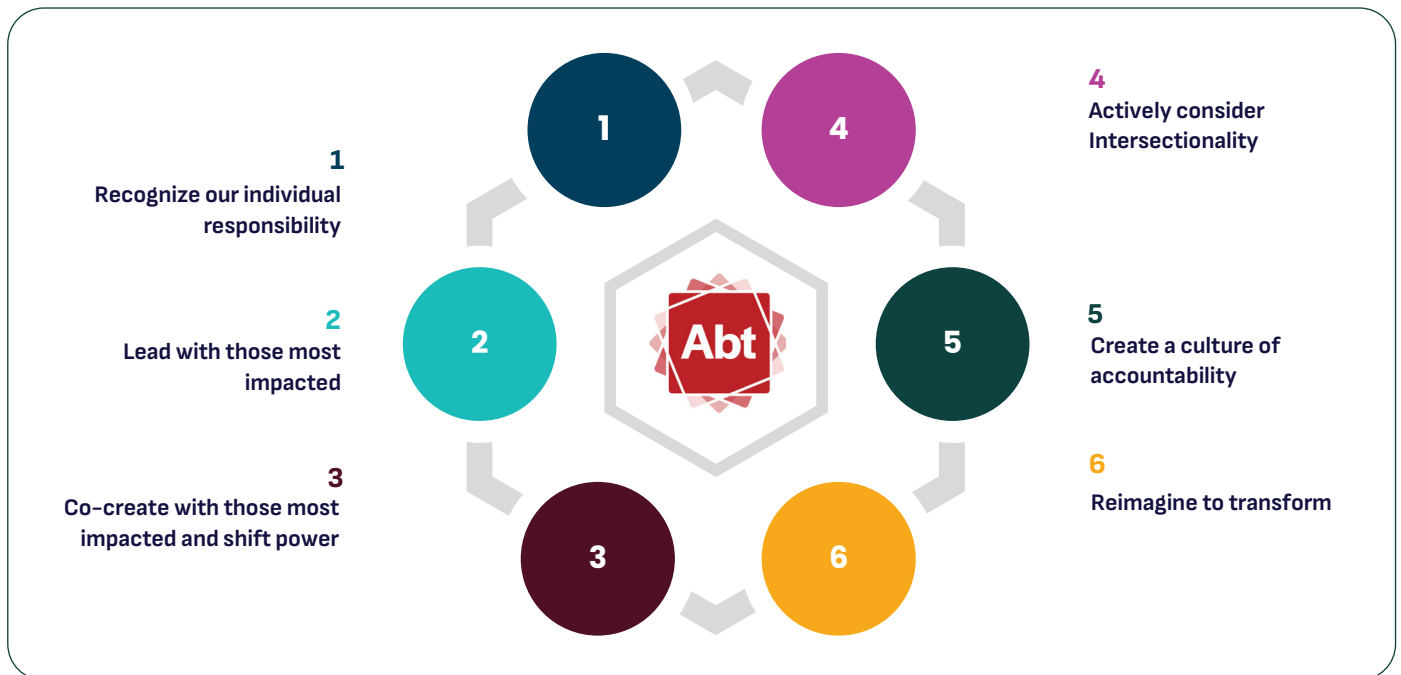 1
Recognize our individual
responsibility
2
Lead with those most
impacted
3
Co-create with those most
impacted and shift power
1
4
2
Abt
5
3
6
4
Actively consider
Intersectionality
5
Create a culture of
accountability
6
Reimagine to transform